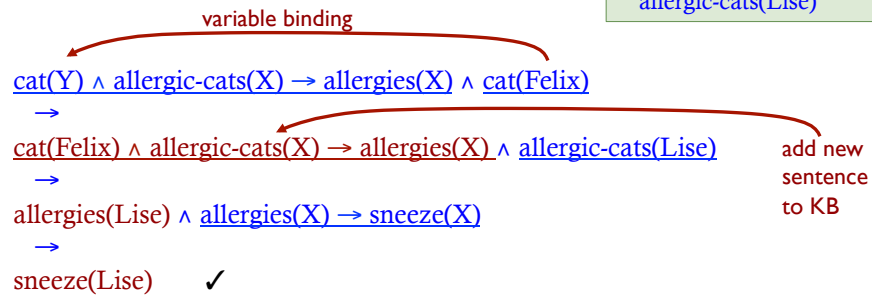 allergic-cats(Lise)
variable binding
cat(Y) ∧ allergic-cats(X) → allergies(X) ∧ cat(Felix)
→
cat(Felix) ∧ allergic-cats(X) → allergies(X) ∧ allergic-cats(Lise)
add new
sentence
to KB
→
allergies(Lise) ∧ allergies(X) → sneeze(X)
→
sneeze(Lise) ✓